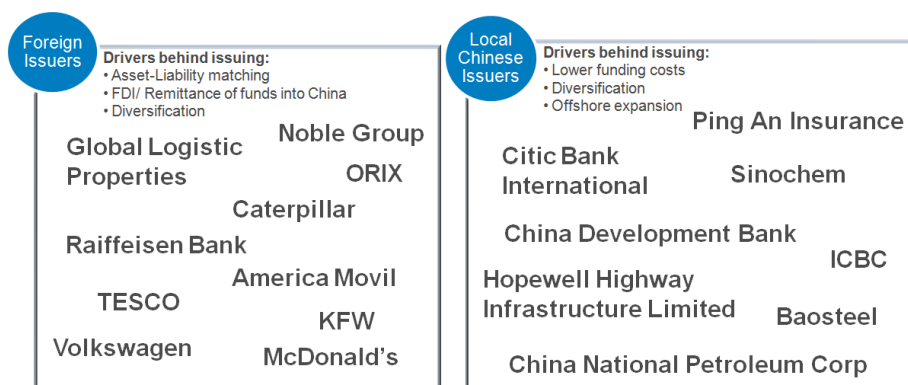 Foreign
Issuers
Drivers behind issuing:
• Asset-Liability matching
• FDI/ Remittance of funds into China
• Diversification
Noble Group
Global Logistic
Properties
ORIX
Caterpillar
Raiffeisen Bank
America Movil
TESCO
KFW
Volkswagen
McDonald's
Local
Chinese
Issuers
Drivers behind issuing:
• Lower funding costs
• Diversification
• Offshore expansion
Ping An Insurance
Citic Bank
International
Sinochem
China Development Bank
ICBC
Hopewell Highway
Infrastructure Limited
Baosteel
China National Petroleum Corp